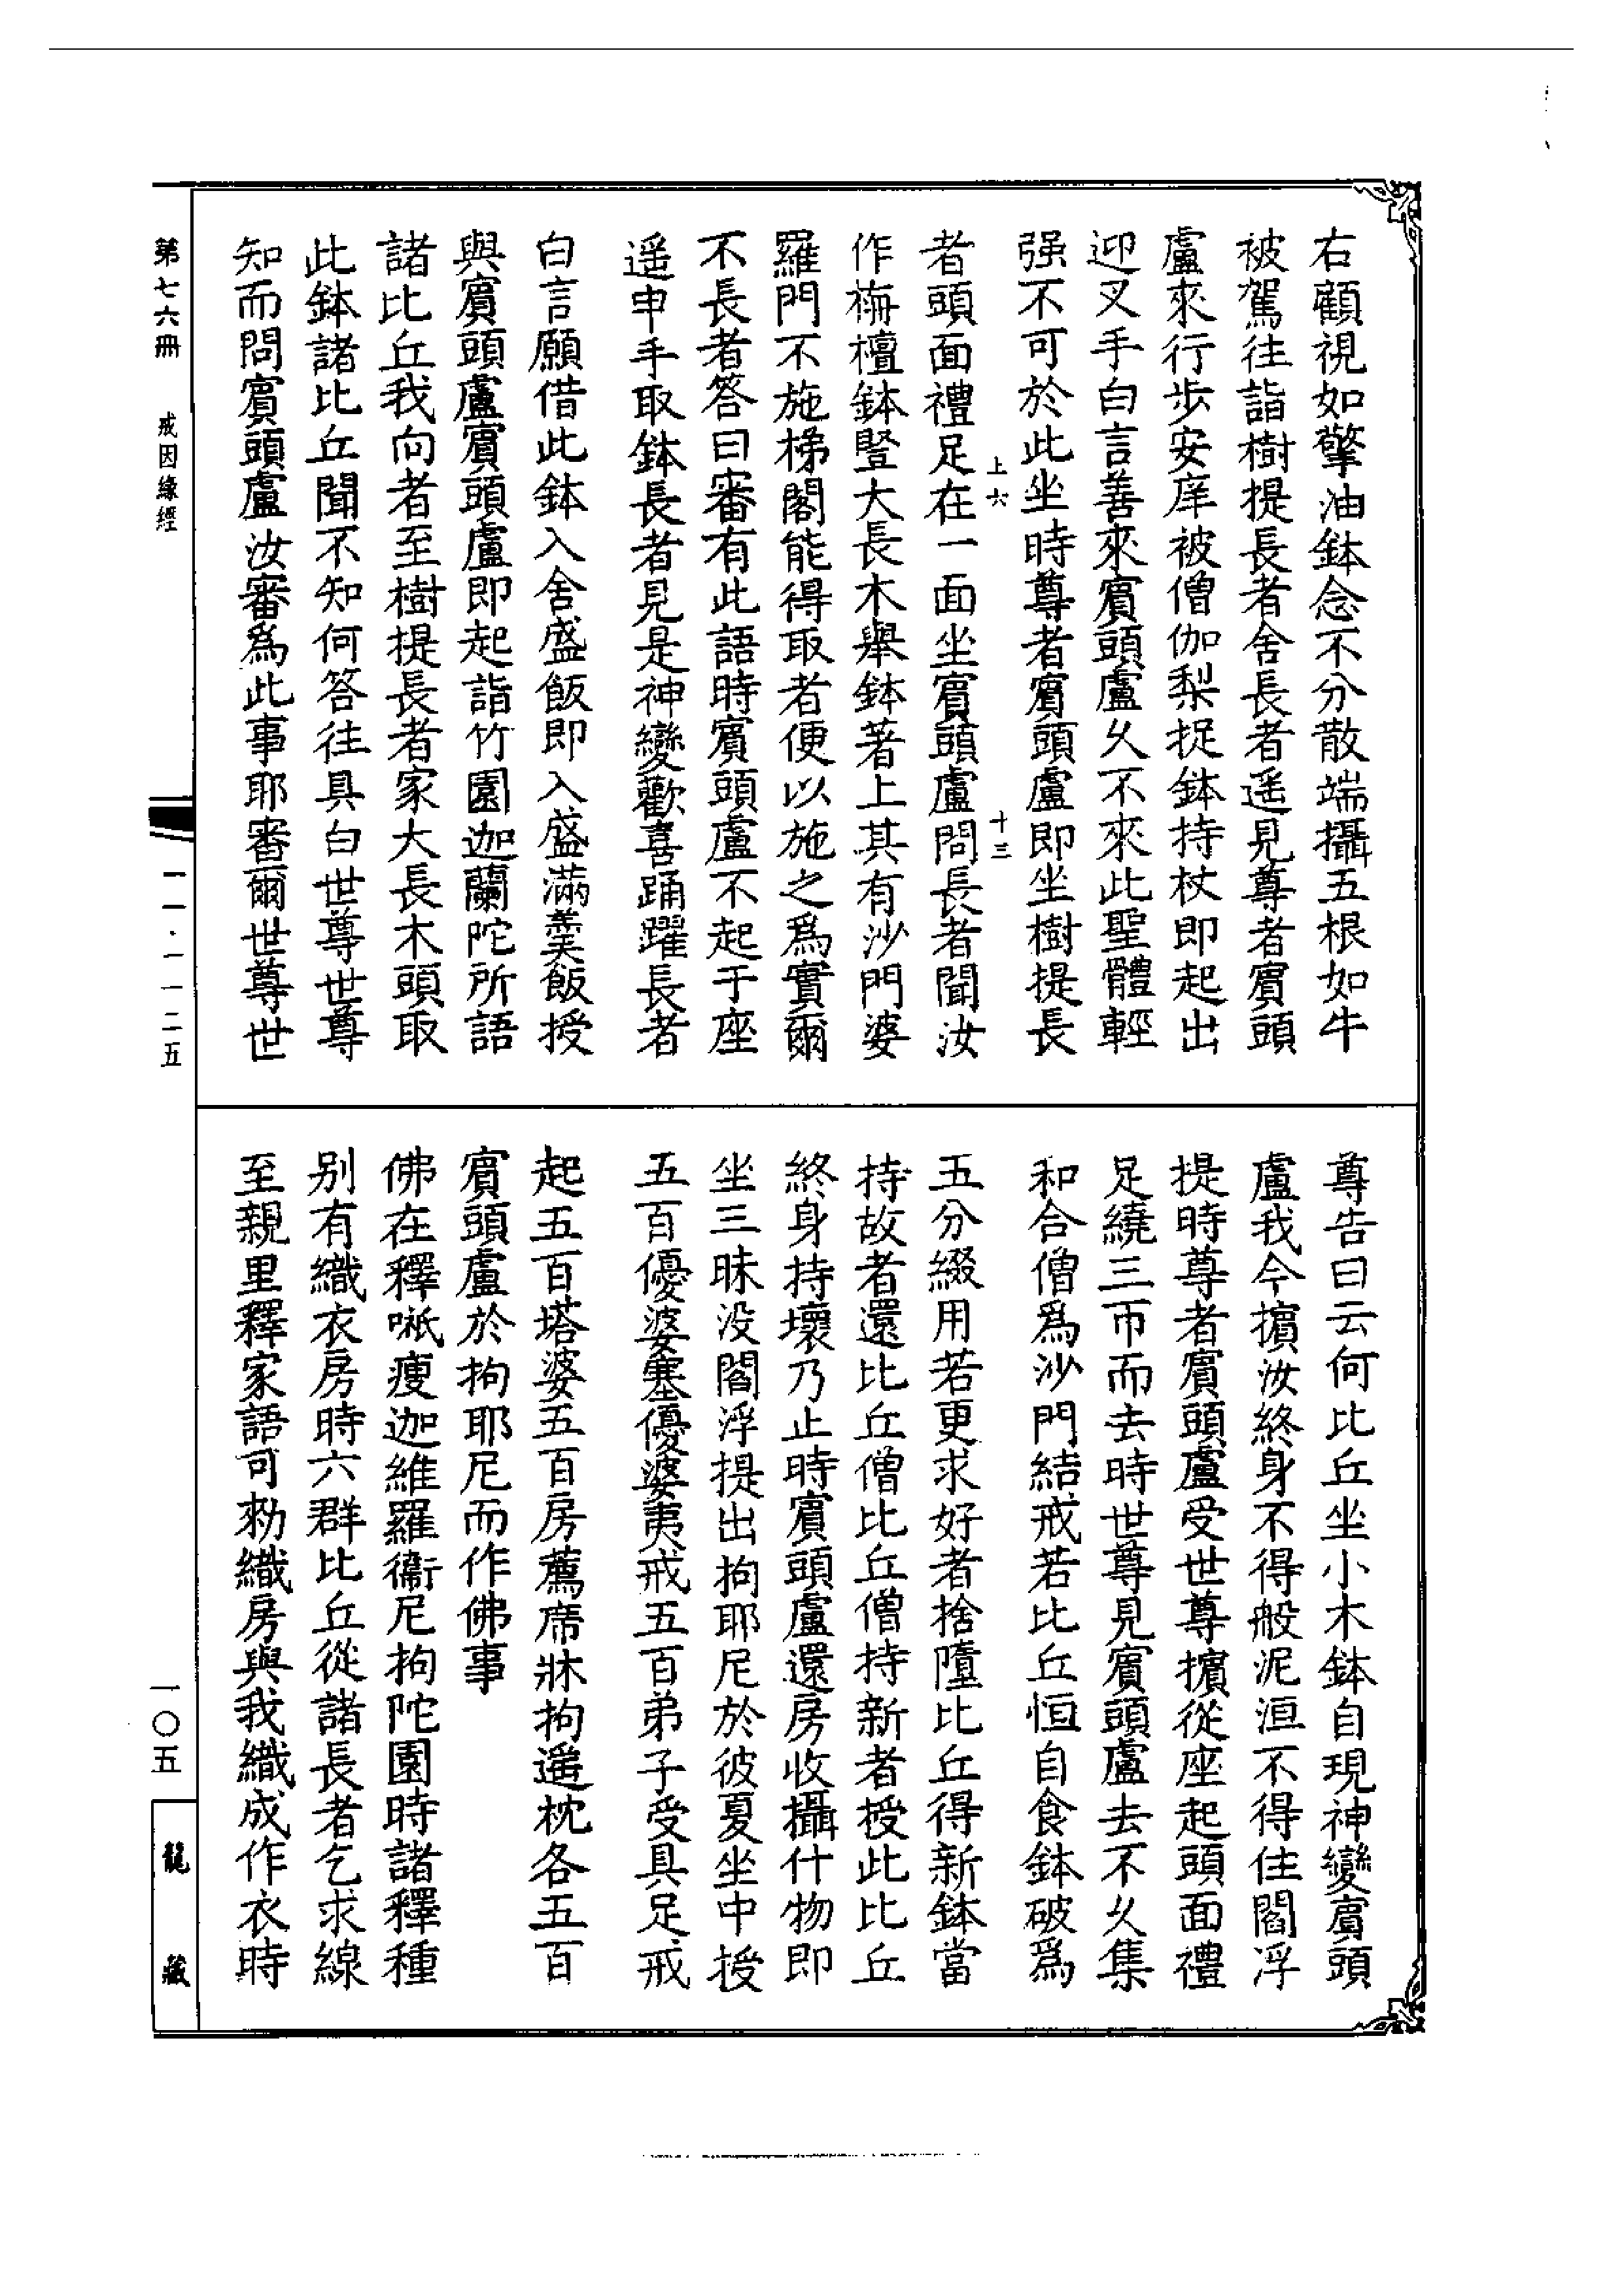 右顧視如擎油鉢念不分散端攝五根如牛
被駕往詣樹提長者舍長者遥見尊者賔頭
盧來行步安庠被僧伽梨捉鉢持杖即起出
迎叉手白言善來賔頭盧久不來此聖體輕
强不可於此坐時尊者賔頭盧即坐樹提長
上六 十三
者頭面禮足在一面坐賔頭盧問長者聞汝
作栴檀鉢竪大長木舉鉢著上其有沙門婆
羅門不施梯閣能得取者便以施之爲實爾
不長者答曰審有此語時賔頭盧不起于座
遥申手取鉢長者見是神變歡喜踊躍長者
白言願借此鉢入舍盛飯即入盛滿羹飯授
與賔頭盧賔頭盧即起詣竹園迦蘭陀所語
諸比丘我向者至樹提長者家大長木頭取
此鉢諸比丘聞不知何答往具白世尊世尊
知而問賔頭盧汝審爲此事耶審爾世尊世
尊告曰云何比丘坐小木鉢自現神變賔頭
盧我今擯汝終身不得般泥洹不得住閻浮
提時尊者賔頭盧受世尊擯從座起頭面禮
足繞三帀而去時世尊見賔頭盧去不久集
和合僧爲沙門結戒若比丘恒自食鉢破爲
五分綴用若更求好者捨墮比丘得新鉢當
持故者還比丘僧比丘僧持新者授此比丘
終身持壞乃止時賔頭盧還房收攝什物即
坐三昧没閻浮提出拘耶尼於彼夏坐中授
五百優婆塞優婆夷戒五百弟子受具足戒
起五百塔婆五百房薦席牀拘遥枕各五百
賔頭盧於拘耶尼而作佛事
佛在釋㖉瘦迦維羅衞尼拘陀園時諸釋種
别有織衣房時六群比丘從諸長者乞求線
至親里釋家語可勑織房與我織成作衣時
第七六冊 戒因緣經
一一·一一二五
一〇五
龍藏